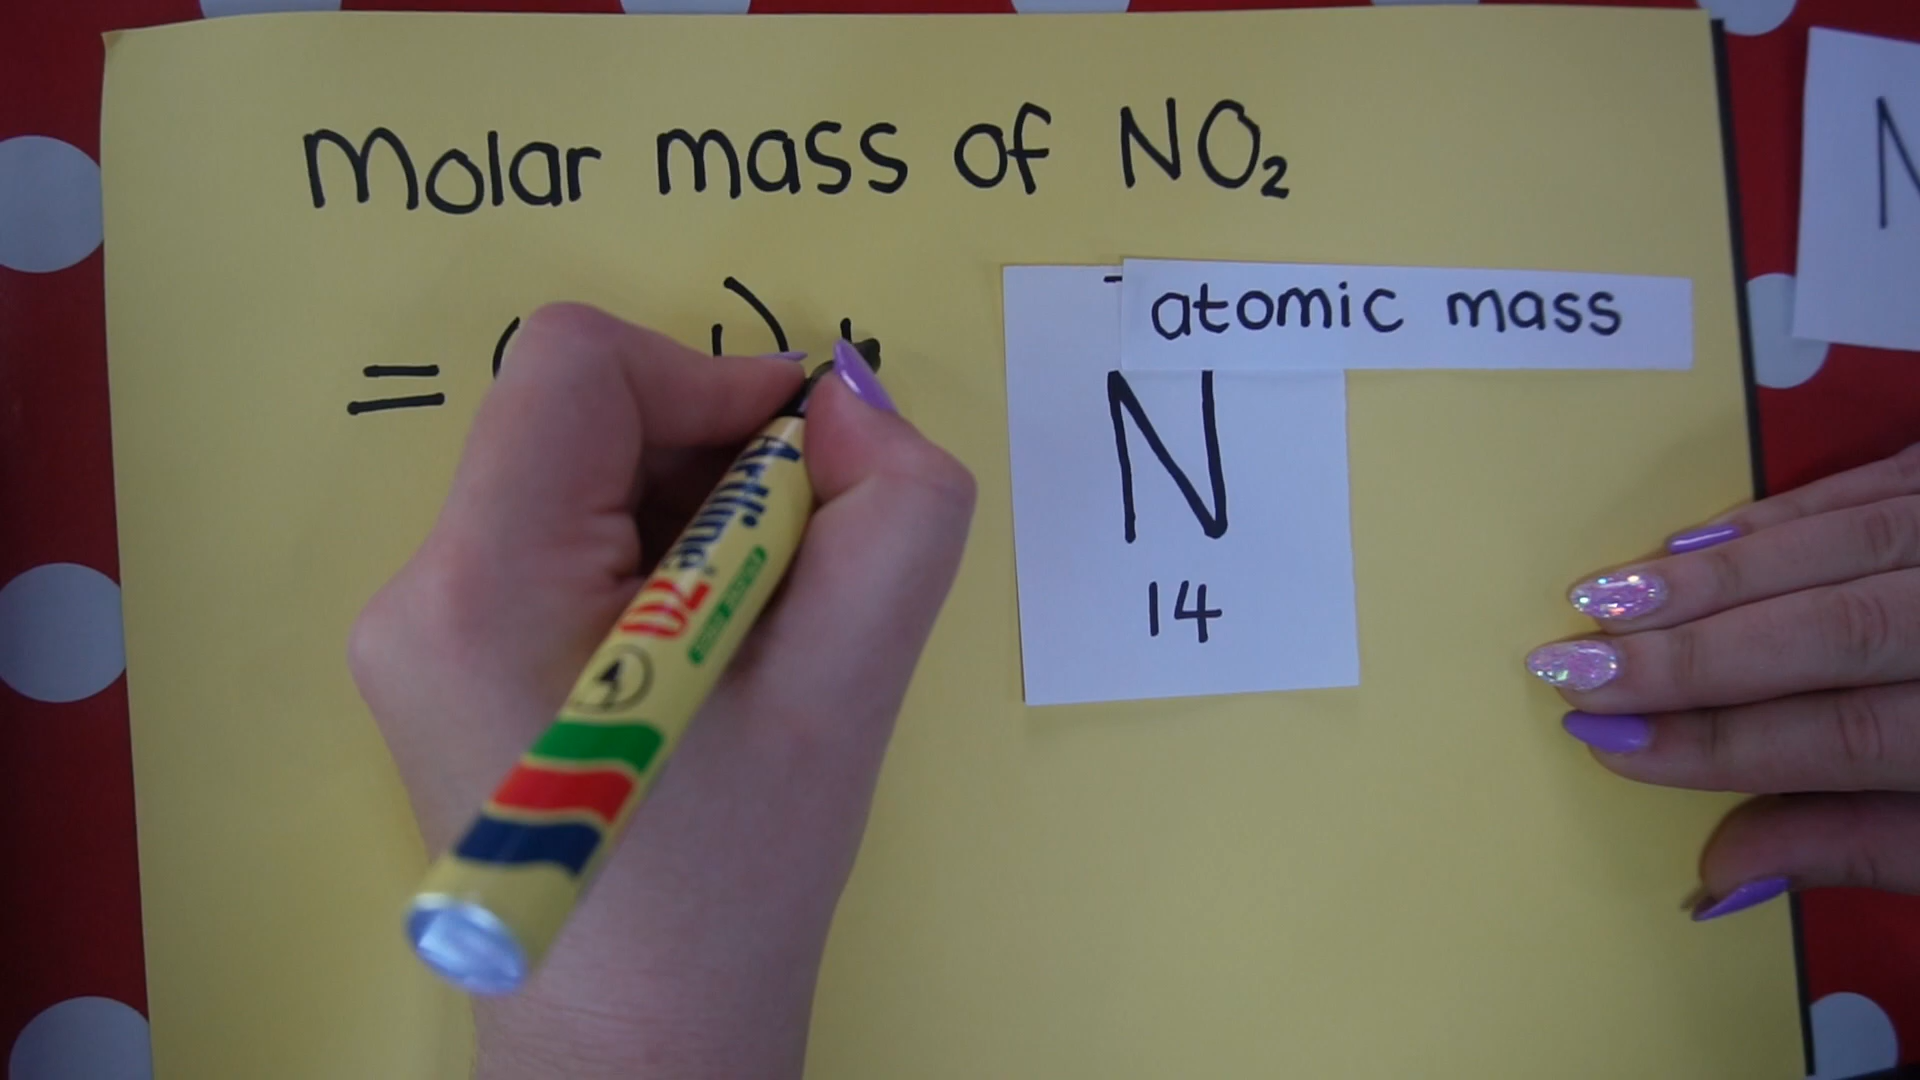 Molar mass of NO₂
= ( ) +
atomic mass
N
14
Artline 70
N